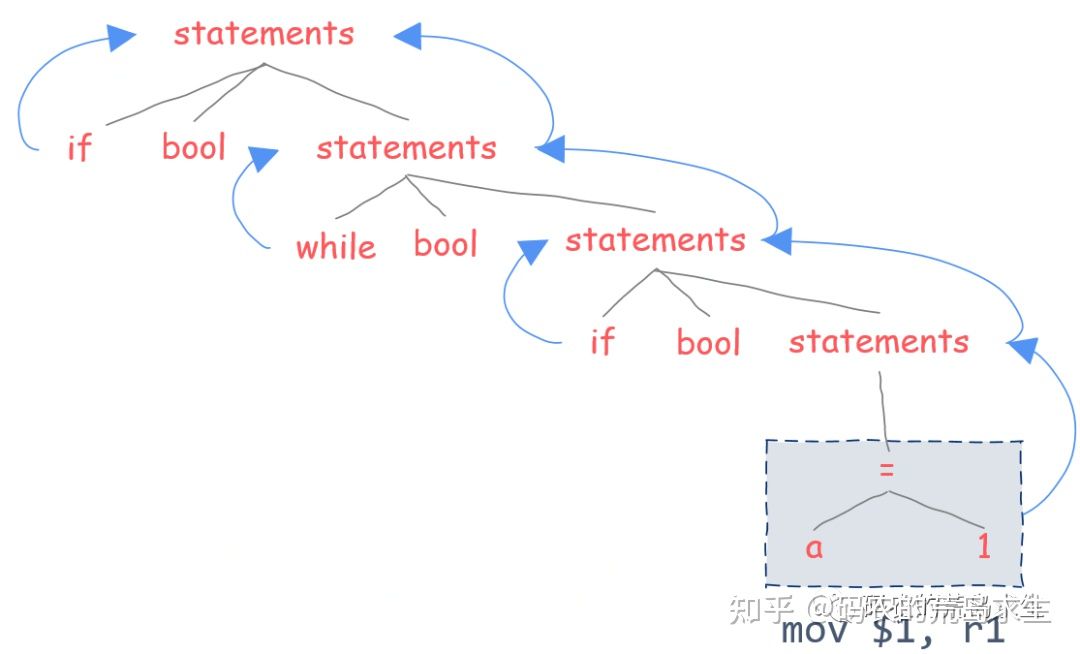 statements
if bool statements
while bool statements
if bool statements
=
a 1
知乎 @码农的荒岛求生
mov $1, r1